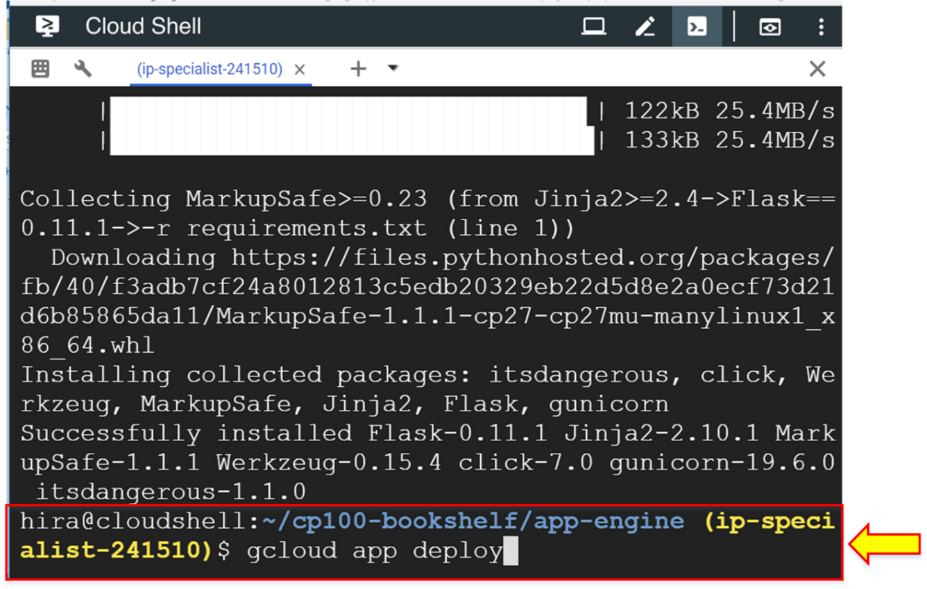 Cloud Shell
(ip-specialist-241510)
| | 122kB 25.4MB/s
| | 133kB 25.4MB/s
Collecting MarkupSafe>=0.23 (from Jinja2>=2.4->Flask==
0.11.1->-r requirements.txt (line 1))
Downloading https://files.pythonhosted.org/packages/
fb/40/f3adb7cf24a8012813c5edb20329eb22d5d8e2a0ecf73d21
d6b85865da11/MarkupSafe-1.1.1-cp27-cp27mu-manylinux1_x
86_64.whl
Installing collected packages: itsdangerous, click, We
rkzeug, MarkupSafe, Jinja2, Flask, gunicorn
Successfully installed Flask-0.11.1 Jinja2-2.10.1 Mark
upSafe-1.1.1 Werkzeug-0.15.4 click-7.0 gunicorn-19.6.0
itsdangerous-1.1.0
hira@cloudshell:~/cp100-bookshelf/app-engine (ip-speci
alist-241510)$ gcloud app deploy